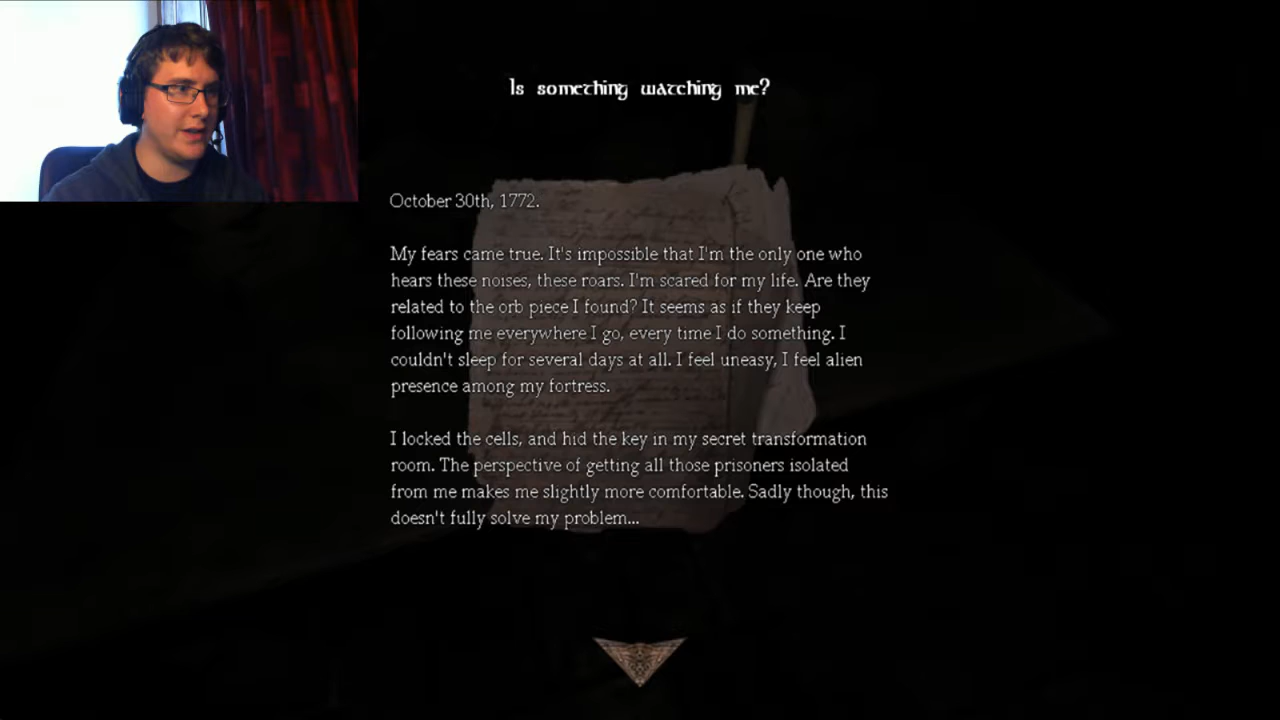 Is something watching me?
October 30th, 1772.
My fears came true. It's impossible that I'm the only one who
hears these noises, these roars. I'm scared for my life. Are they
related to the orb piece I found? It seems as if they keep
following me everywhere I go, every time I do something. I
couldn't sleep for several days at all. I feel uneasy, I feel alien
presence among my fortress.
I locked the cells, and hid the key in my secret transformation
room. The perspective of getting all those prisoners isolated
from me makes me slightly more comfortable. Sadly though, this
doesn't fully solve my problem...